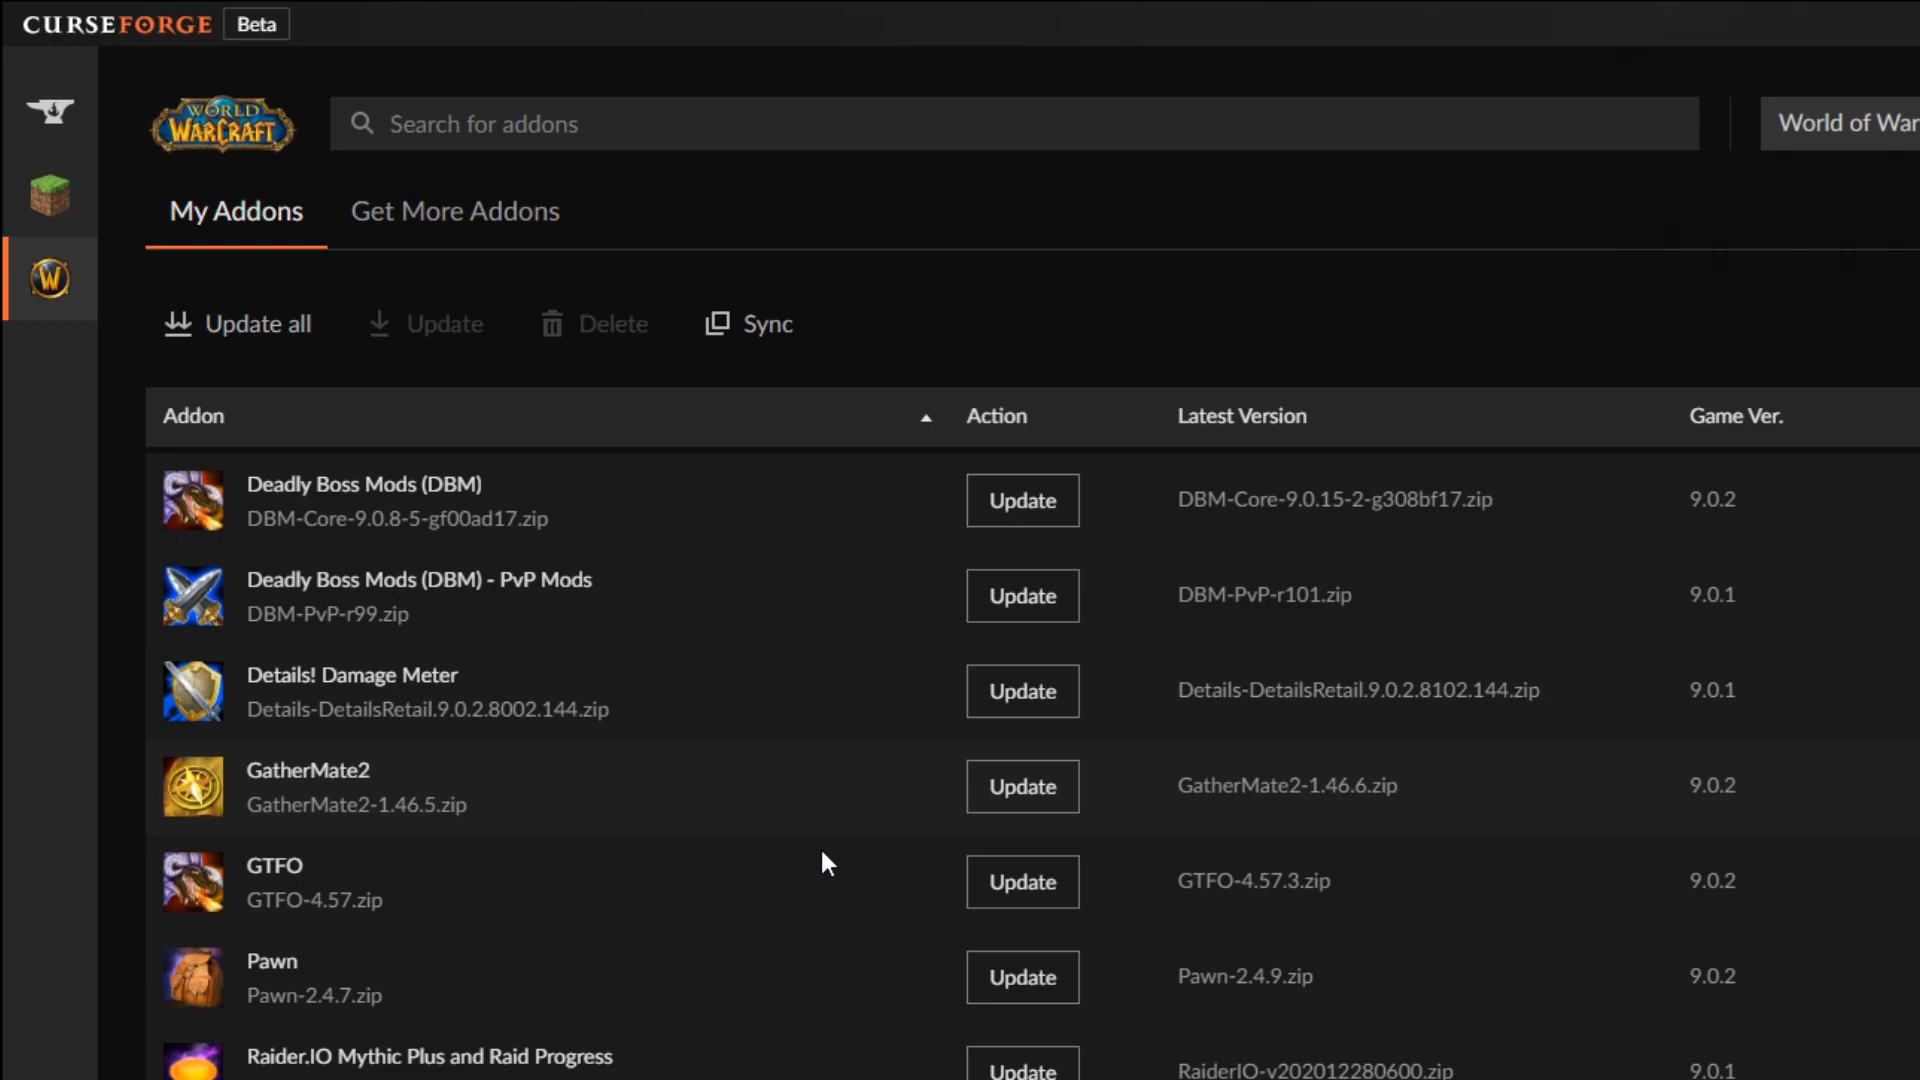 CURSEFORGE Beta
WORLD
WARCRAFT
Search for addons
World of War
My Addons Get More Addons
Update all Update Delete Sync
Addon Action Latest Version Game Ver.
Deadly Boss Mods (DBM)
DBM-Core-9.0.8-5-gf00ad17.zip
Update DBM-Core-9.0.15-2-g308bf17.zip 9.0.2
Deadly Boss Mods (DBM) - PvP Mods
DBM-PvP-r99.zip
Update DBM-PvP-r101.zip 9.0.1
Details! Damage Meter
Details-DetailsRetail.9.0.2.8002.144.zip
Update Details-DetailsRetail.9.0.2.8102.144.zip 9.0.1
GatherMate2
GatherMate2-1.46.5.zip
Update GatherMate2-1.46.6.zip 9.0.2
GTFO
GTFO-4.57.zip
Update GTFO-4.57.3.zip 9.0.2
Pawn
Pawn-2.4.7.zip
Update Pawn-2.4.9.zip 9.0.2
Raider.IO Mythic Plus and Raid Progress
Update RaiderIO-v202012280600.zip 9.0.1